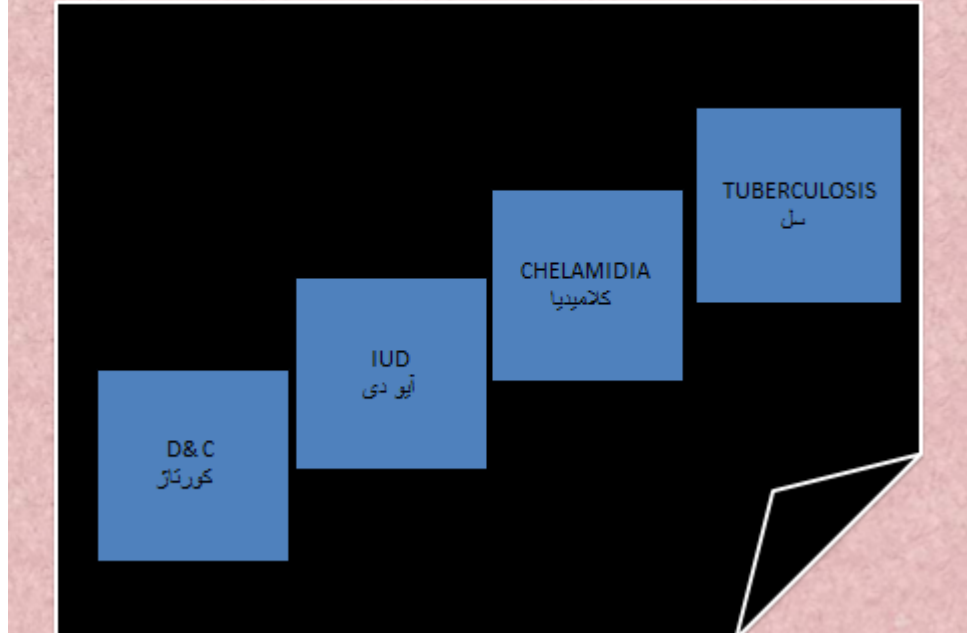 TUBERCULOSIS
سل
CHELAMIDIA
کلامیدیا
IUD
آیو دی
D& C
کورتاژ